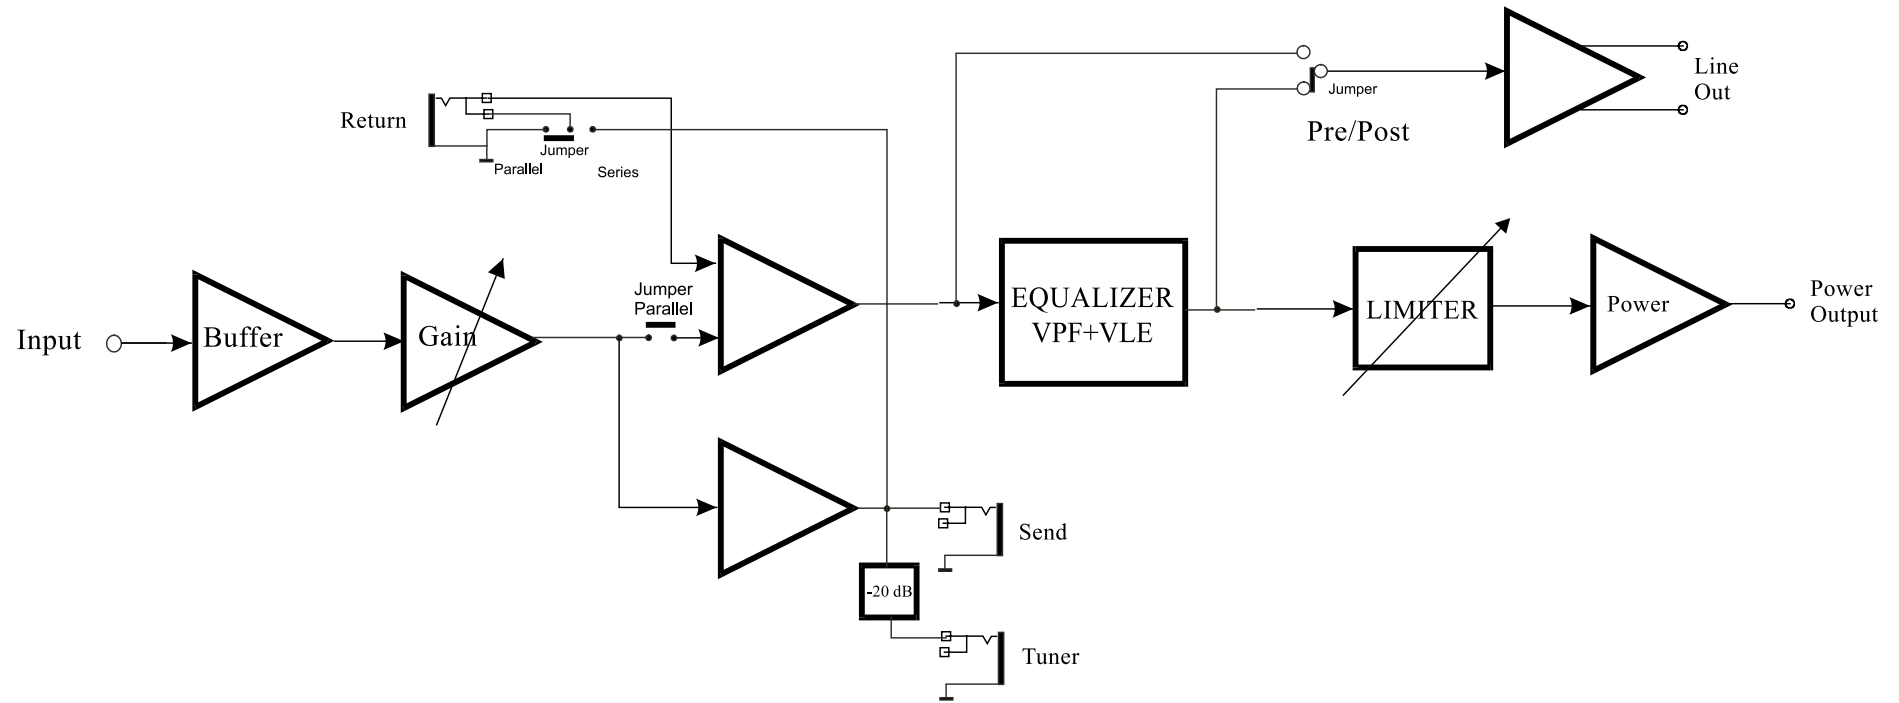 Line
Out
Jumper
Return
Pre/Post
Jumper
Parallel
Series
Jumper
Parallel
EQUALIZER
VPF+VLE
LIMITER
Power
Power
Output
Input
Buffer
Gain
Send
-20 dB
Tuner